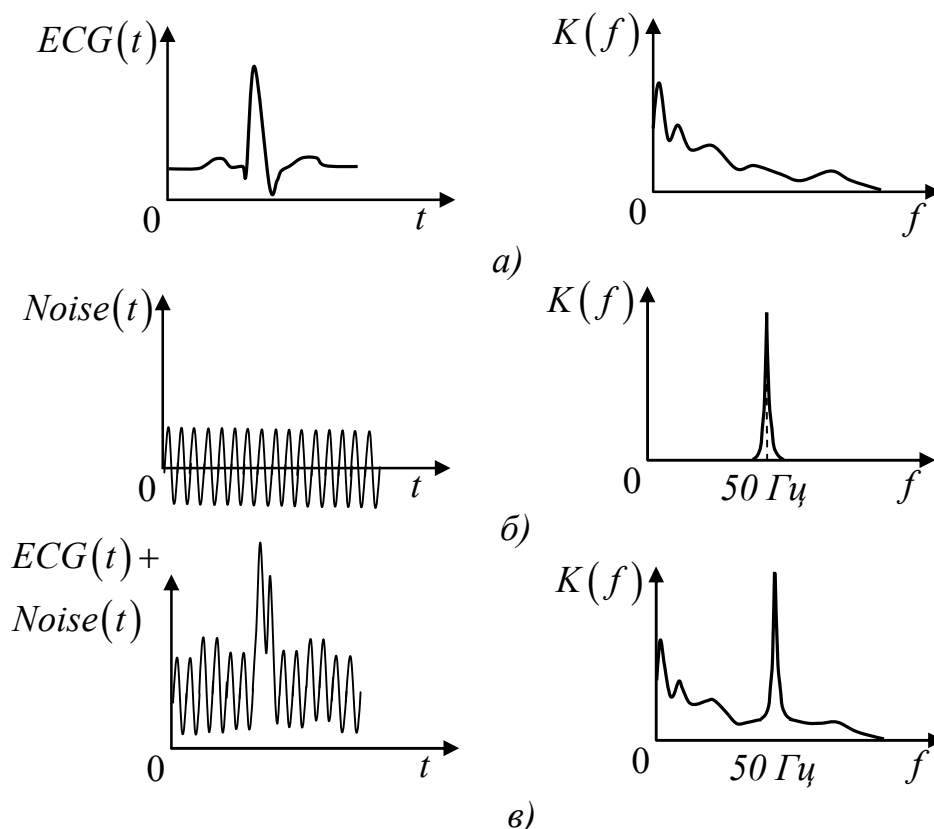 ECG(t)
K(f)
0
t
0
f
а)
Noise(t)
K(f)
0
t
0
50 Гц
f
б)
ECG(t) +
Noise(t)
K(f)
0
t
0
50 Гц
f
в)